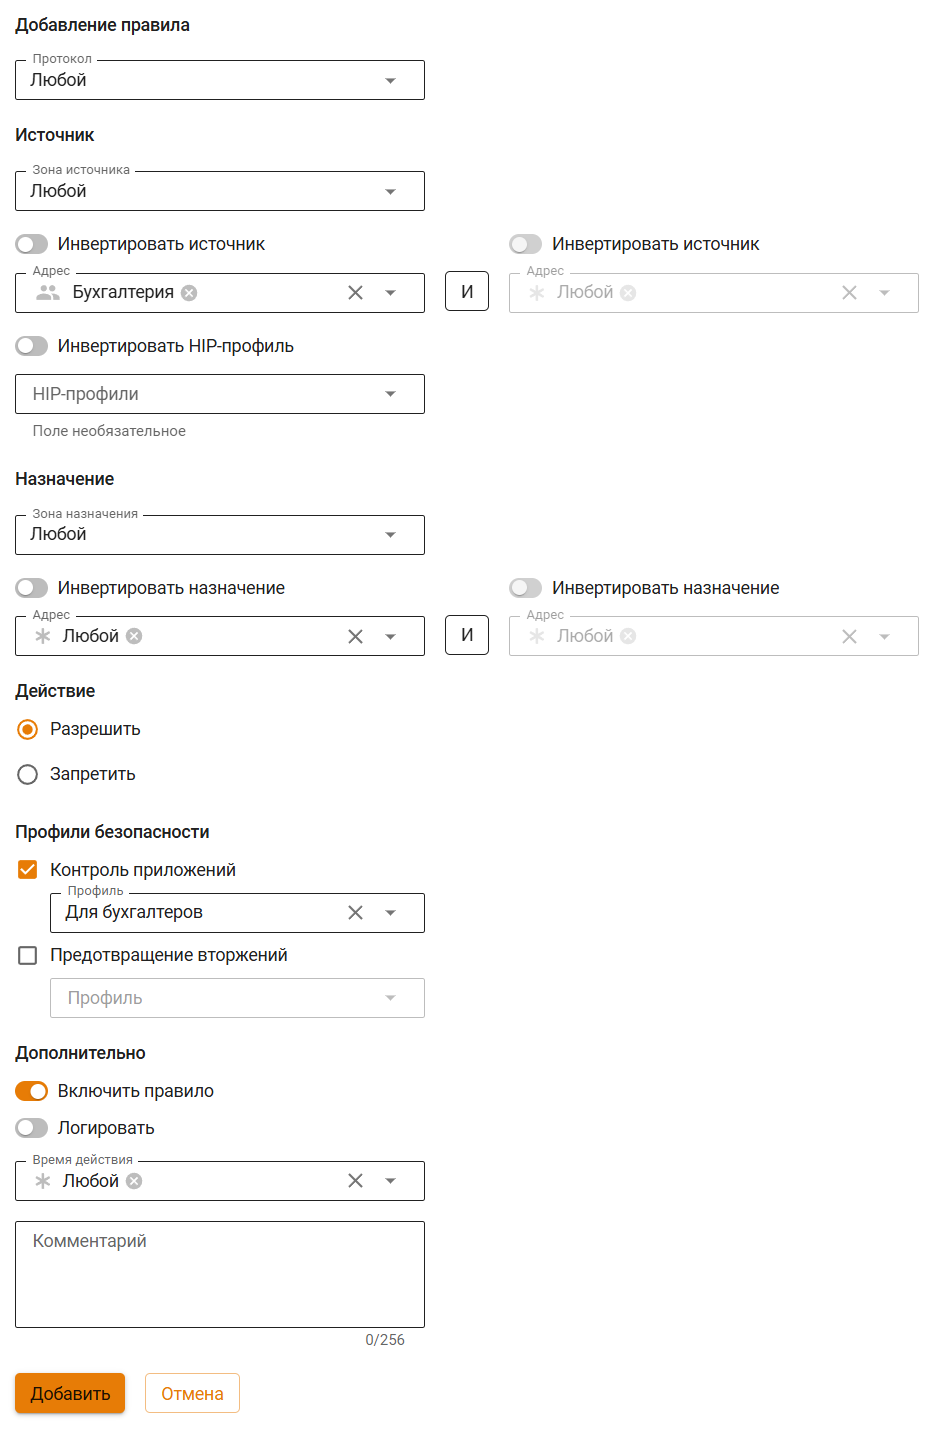 Добавление правила
Протокол
Любой
Источник
Зона источника
Любой
Инвертировать источник
Инвертировать источник
Адрес
Бухгалтерия
И
Адрес
Любой
Инвертировать HIP-профиль
HIP-профили
Поле необязательное
Назначение
Зона назначения
Любой
Инвертировать назначение
Инвертировать назначение
Адрес
Любой
И
Адрес
Любой
Действие
Разрешить
Запретить
Профили безопасности
Контроль приложений
Профиль
Для бухгалтеров
Предотвращение вторжений
Профиль
Дополнительно
Включить правило
Логировать
Время действия
Любой
Комментарий
0/256
Добавить
Отмена